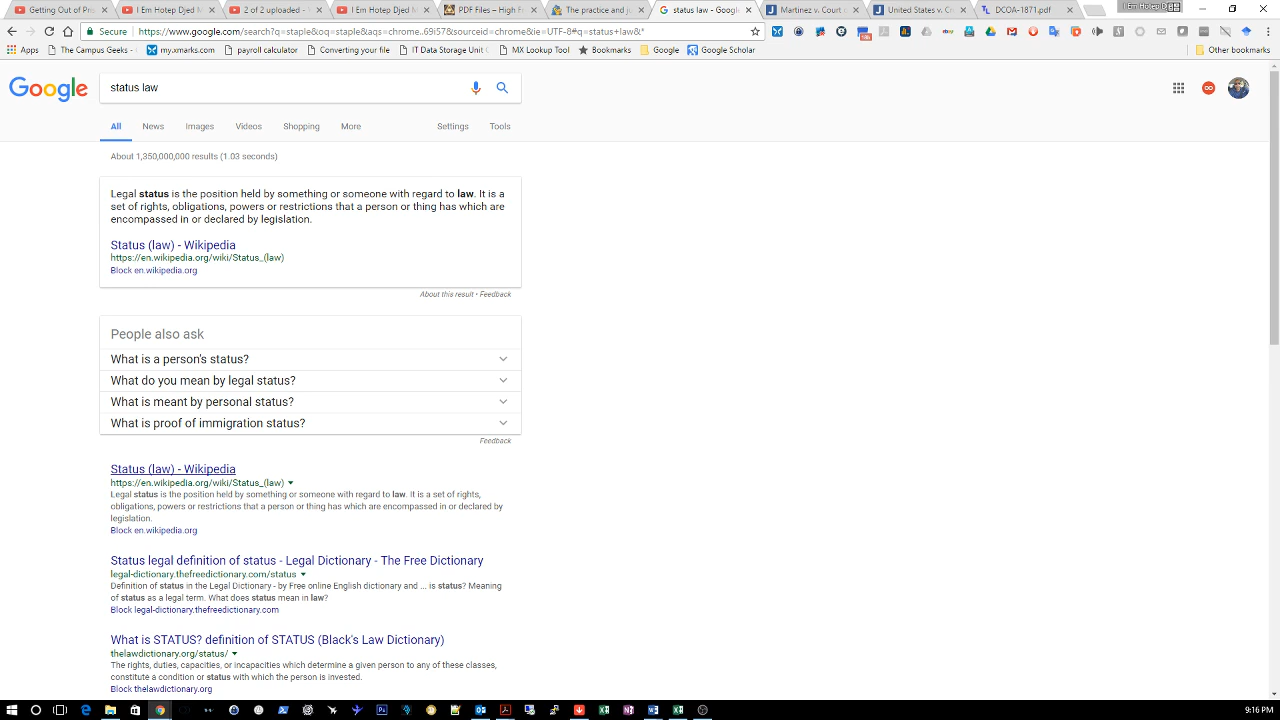 Getting Out of Pris
I Em Hotep Djed M
2 of 2 uploaded -
I Em Hotep Djed M
PDF Files – High F
The practice and ju
status law - Google
Martinez v. Court o
United States v. Co
DCOA-1871.pdf
I Em Hotep Djed
Secure
https://www.google.com/search?q=staple&oq=staple&aqs=chrome..69i57&sourceid=chrome&ie=UTF-8#q=status+law&*
Apps
The Campus Geeks -
my.xmarks.com
payroll calculator
Converting your file
IT Data Storage Unit
MX Lookup Tool
Bookmarks
Google
Google Scholar
Other bookmarks
Google
status law
All News Images Videos Shopping More Settings Tools
About 1,350,000,000 results (1.03 seconds)
Legal status is the position held by something or someone with regard to law. It is a
set of rights, obligations, powers or restrictions that a person or thing has which are
encompassed in or declared by legislation.
Status (law) - Wikipedia
https://en.wikipedia.org/wiki/Status_(law)
Block en.wikipedia.org
About this result • Feedback
People also ask
What is a person's status?
What do you mean by legal status?
What is meant by personal status?
What is proof of immigration status?
Feedback
Status (law) - Wikipedia
https://en.wikipedia.org/wiki/Status_(law)
Legal status is the position held by something or someone with regard to law. It is a set of rights,
obligations, powers or restrictions that a person or thing has which are encompassed in or declared by
legislation.
Block en.wikipedia.org
Status legal definition of status - Legal Dictionary - The Free Dictionary
legal-dictionary.thefreedictionary.com/status
Definition of status in the Legal Dictionary - by Free online English dictionary and ... is status? Meaning
of status as a legal term. What does status mean in law?
Block legal-dictionary.thefreedictionary.com
What is STATUS? definition of STATUS (Black's Law Dictionary)
thelawdictionary.org/status/
The rights, duties, capacities, or incapacities which determine a given person to any of these classes,
constitute a condition or status with which the person is invested.
Block thelawdictionary.org
9:16 PM